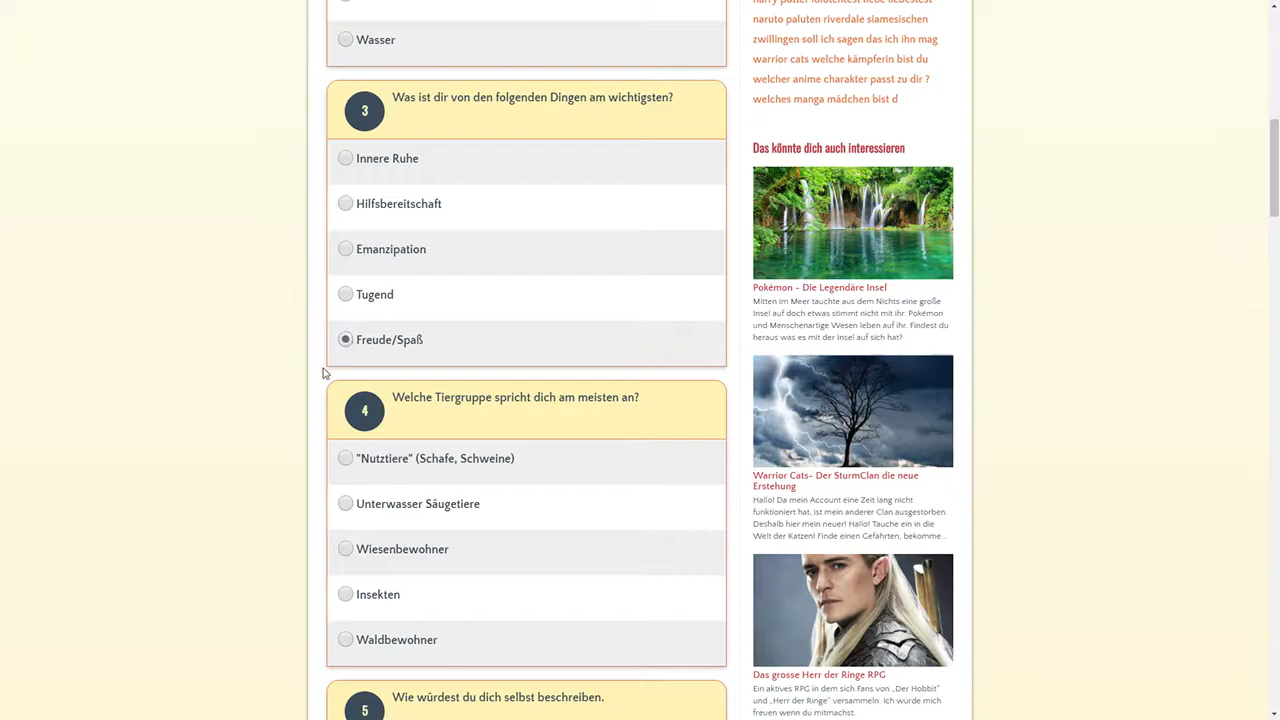 Wasser
3
Was ist dir von den folgenden Dingen am wichtigsten?
Innere Ruhe
Hilfsbereitschaft
Emanzipation
Tugend
Freude/Spaß
4
Welche Tiergruppe spricht dich am meisten an?
"Nutztiere" (Schafe, Schweine)
Unterwasser Säugetiere
Wiesenbewohner
Insekten
Waldbewohner
5
Wie würdest du dich selbst beschreiben.
naruto paluten riverdale siamesischen
zwillingen soll ich sagen das ich ihn mag
warrior cats welche kämpferin bist du
welcher anime charakter passt zu dir ?
welches manga mädchen bist d
Das könnte dich auch interessieren
Pokémon - Die Legendäre Insel
Mitten im Meer tauchte aus dem Nichts eine große
Insel auf doch etwas stimmt nicht mit ihr. Pokémon
und Menschenartige Wesen leben auf ihr. Findest du
heraus was es mit der Insel auf sich hat?
Warrior Cats- Der SturmClan die neue
Erstehung
Hallo! Da mein Account eine Zeit lang nicht
funktioniert hat, ist mein anderer Clan ausgestorben.
Deshalb hier mein neuer! Hallo! Tauche ein in die
Welt der Katzen! Finde einen Gefährten, bekomme...
Das grosse Herr der Ringe RPG
Ein aktives RPG in dem sich Fans von „Der Hobbit"
und „Herr der Ringe" versammeln. Ich würde mich
freuen wenn du mitmachst.